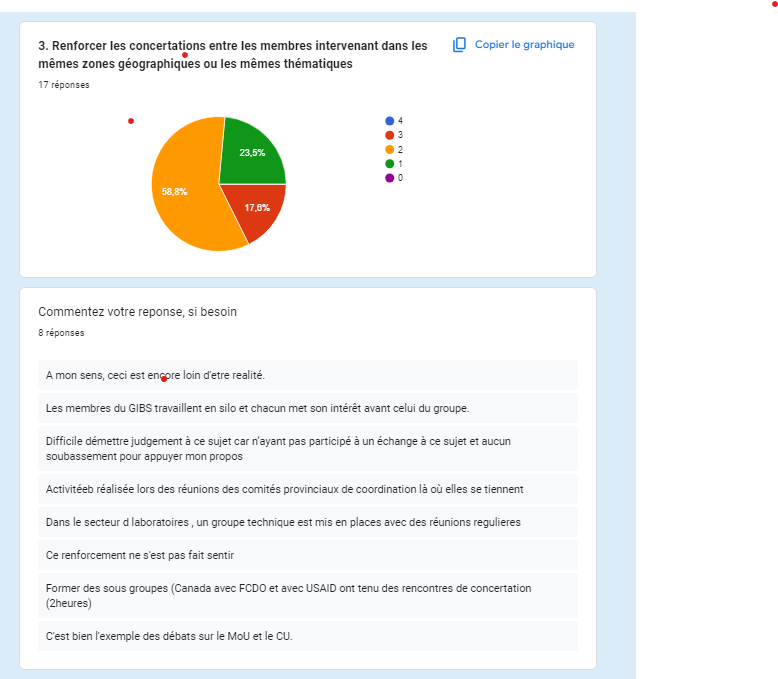 3. Renforcer les concertations entre les membres intervenant dans les
mêmes zones géographiques ou les mêmes thématiques
Copier le graphique
17 réponses
23,5%
58,8%
17,6%
4
3
2
1
0
Commentez votre reponse, si besoin
8 réponses
A mon sens, ceci est encore loin d'etre realité.
Les membres du GIBS travaillent en silo et chacun met son intérêt avant celui du groupe.
Difficile démettre judgement à ce sujet car n'ayant pas participé à un échange à ce sujet et aucun
soubassement pour appuyer mon propos
Activitéeb réalisée lors des réunions des comités provinciaux de coordination là où elles se tiennent
Dans le secteur d laboratoires , un groupe technique est mis en places avec des réunions regulieres
Ce renforcement ne s'est pas fait sentir
Former des sous groupes (Canada avec FCDO et avec USAID ont tenu des rencontres de concertation
(2heures)
C'est bien l'exemple des débats sur le MoU et le CU.